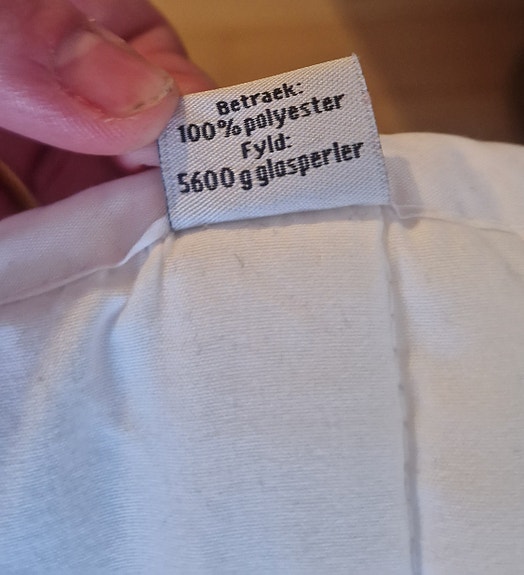 Betraek:
100% polyester
Fyld:
5600 g glasperler